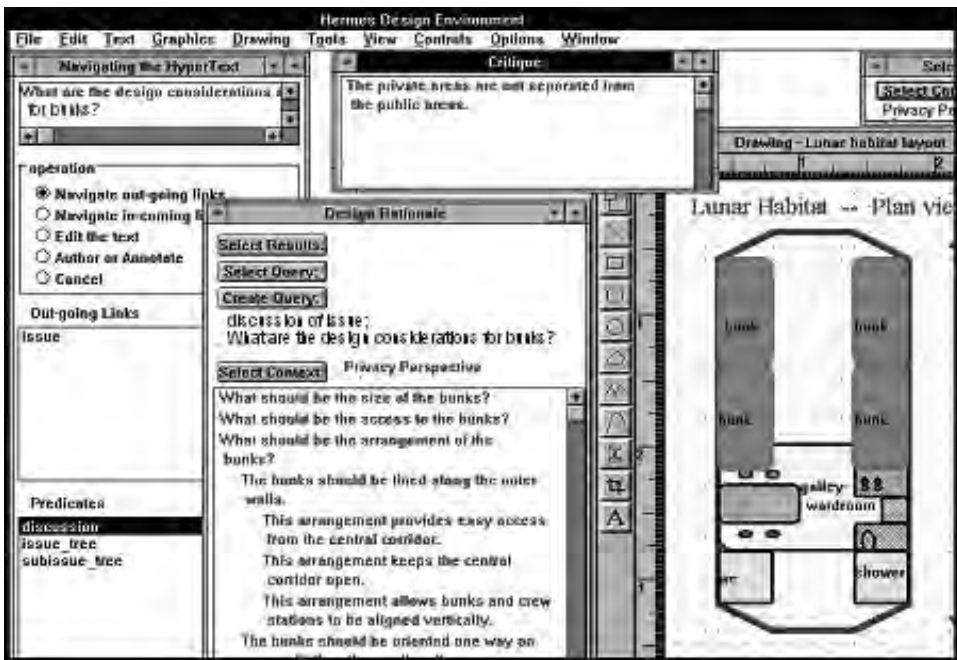 Hermes Design Environment
File Edit Text Graphics Drawing Tools View Controls Options Window
Navigating the HyperText
What are the design considerations
for bunks?
operation
Navigate out-going links
Navigate in-coming
Edit the text
Author or Annotate
Cancel
Out-going Links
issue
Predicates
discussion
issue_tree
subissue_tree
Critique
The private areas are not separated from
the public areas.
Design Rationale
Select Results:
Select Query:
Create Query:
discussion of issue:
What are the design considerations for bunks?
Select Context:
Privacy Perspective
What should be the size of the bunks?
What should be the access to the bunks?
What should be the arrangement of the
bunks?
The bunks should be lined along the outer
walls.
This arrangement provides easy access
from the central corridor.
This arrangement keeps the central
corridor open.
This arrangement allows bunks and crew
stations to be aligned vertically.
The bunks should be oriented one way on
Sele
Select Con
Privacy Pe
Drawing - Lunar habitat layout
1 2
Lunar Habitat -- Plan vie
bunk bunk
bunk bunk
galley
wardroom
wc
shower
A
1
2